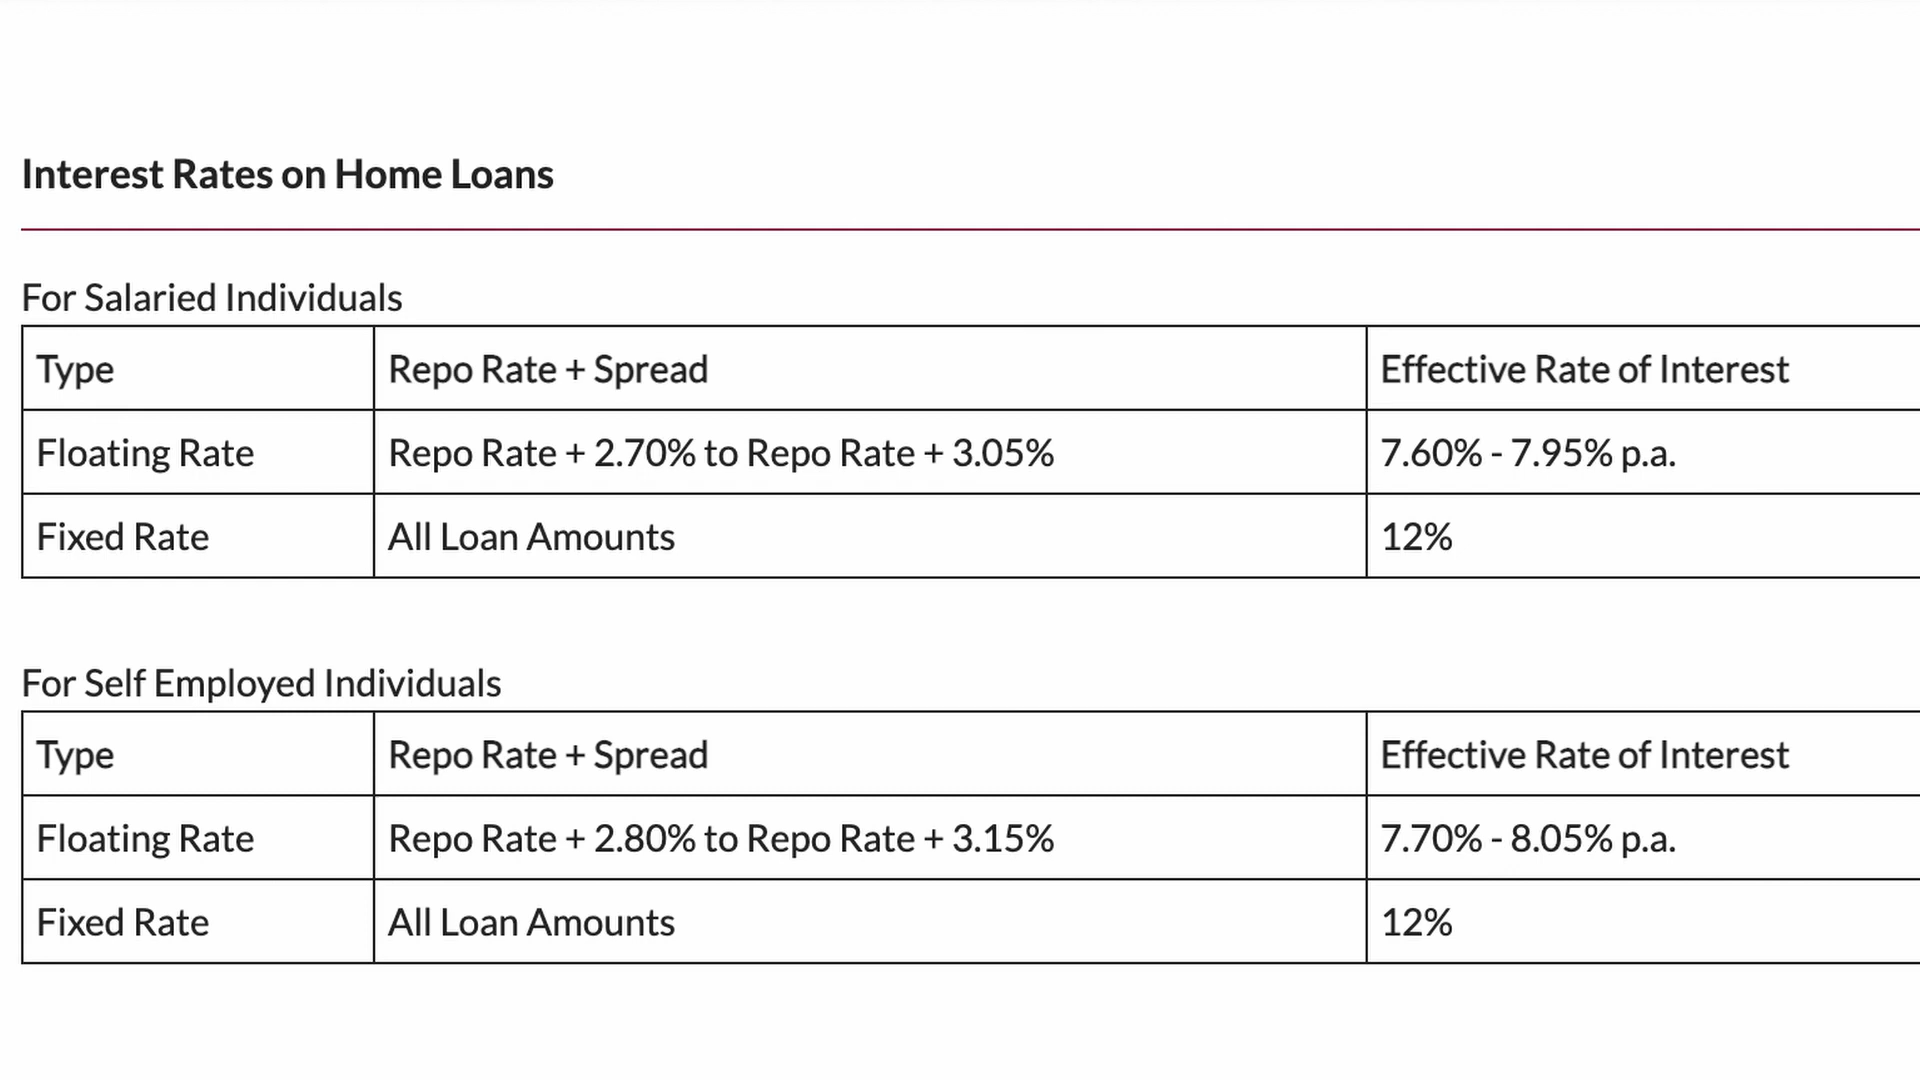 Interest Rates on Home Loans
For Salaried Individuals
Type Repo Rate + Spread Effective Rate of Interest
Floating Rate Repo Rate + 2.70% to Repo Rate + 3.05% 7.60% - 7.95% p.a.
Fixed Rate All Loan Amounts 12%
For Self Employed Individuals
Type Repo Rate + Spread Effective Rate of Interest
Floating Rate Repo Rate + 2.80% to Repo Rate + 3.15% 7.70% - 8.05% p.a.
Fixed Rate All Loan Amounts 12%